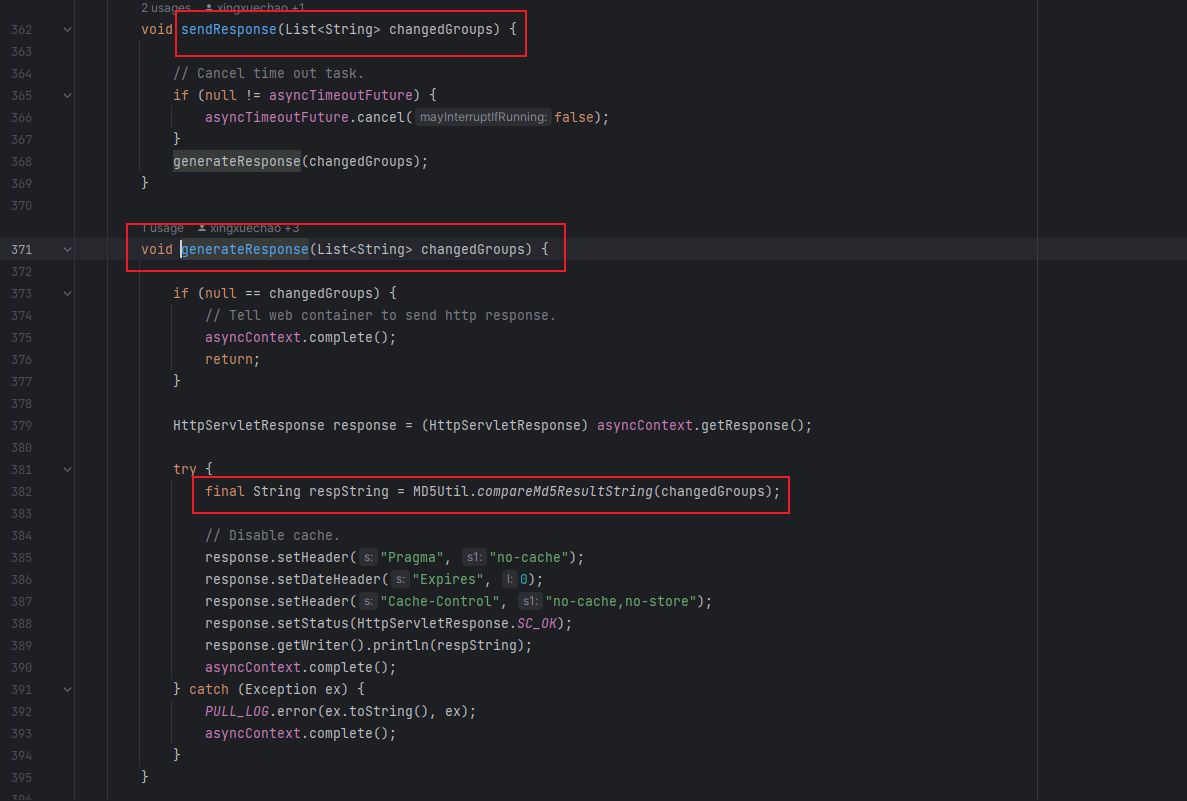 2 usages xingxuechao +1
362 void sendResponse(List<String> changedGroups) {
363
364 // Cancel time out task.
365 if (null != asyncTimeoutFuture) {
366 asyncTimeoutFuture.cancel( mayInterruptIfRunning: false);
367 }
368 generateResponse(changedGroups);
369 }
370
1 usage xingxuechao +3
371 void generateResponse(List<String> changedGroups) {
372
373 if (null == changedGroups) {
374 // Tell web container to send http response.
375 asyncContext.complete();
376 return;
377 }
378
379 HttpServletResponse response = (HttpServletResponse) asyncContext.getResponse();
380
381 try {
382 final String respString = MD5Util.compareMd5ResultString(changedGroups);
383
384 // Disable cache.
385 response.setHeader( s: "Pragma", s1: "no-cache");
386 response.setDateHeader( s: "Expires", l: 0);
387 response.setHeader( s: "Cache-Control", s1: "no-cache,no-store");
388 response.setStatus(HttpServletResponse.SC_OK);
389 response.getWriter().println(respString);
390 asyncContext.complete();
391 } catch (Exception ex) {
392 PULL_LOG.error(ex.toString(), ex);
393 asyncContext.complete();
394 }
395 }
396